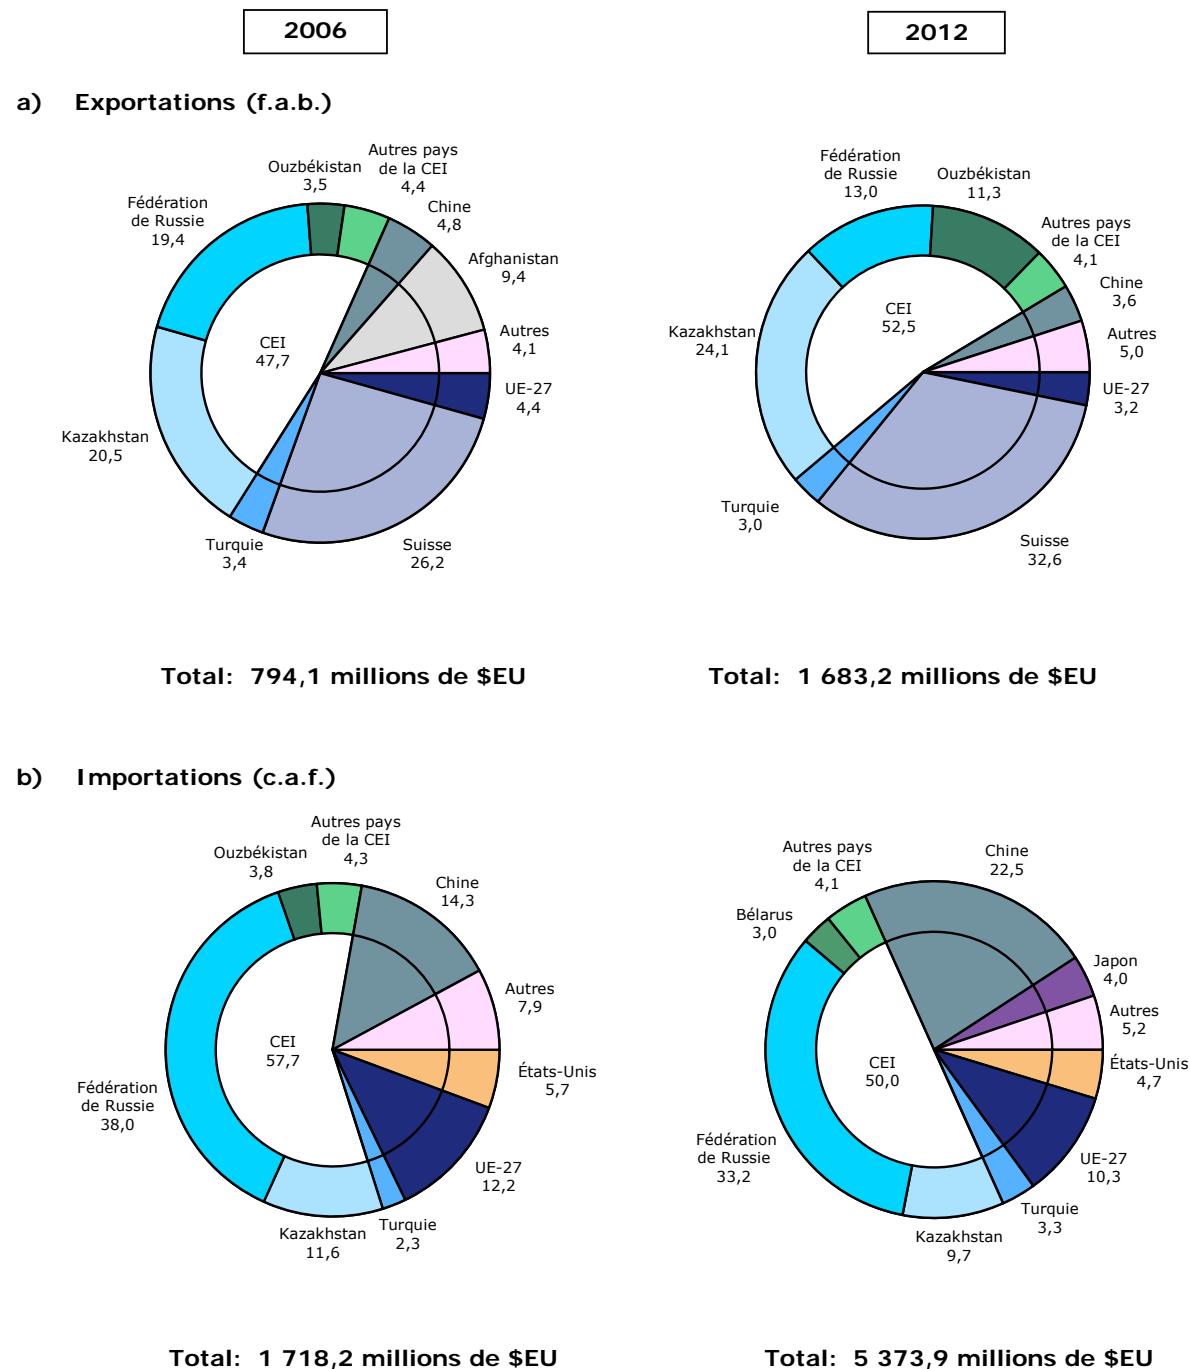 2006
2012
a) Exportations (f.a.b.)
Autres pays
de la CEI
4,4
Ouzbékistan
3,5
Chine
4,8
Fédération
de Russie
19,4
Afghanistan
9,4
CEI
47,7
Autres
4,1
UE-27
4,4
Kazakhstan
20,5
Turquie
3,4
Suisse
26,2
Fédération
de Russie
13,0
Ouzbékistan
11,3
Autres pays
de la CEI
4,1
Chine
3,6
CEI
52,5
Kazakhstan
24,1
Autres
5,0
UE-27
3,2
Turquie
3,0
Suisse
32,6
Total: 794,1 millions de $EU
Total: 1 683,2 millions de $EU
b) Importations (c.a.f.)
Autres pays
de la CEI
4,3
Ouzbékistan
3,8
Chine
14,3
Autres
7,9
CEI
57,7
États-Unis
5,7
Fédération
de Russie
38,0
UE-27
12,2
Turquie
2,3
Kazakhstan
11,6
Autres pays
de la CEI
4,1
Chine
22,5
Bélarus
3,0
Japon
4,0
Autres
5,2
CEI
50,0
États-Unis
4,7
Fédération
de Russie
33,2
UE-27
10,3
Turquie
3,3
Kazakhstan
9,7
Total: 1 718,2 millions de $EU
Total: 5 373,9 millions de $EU